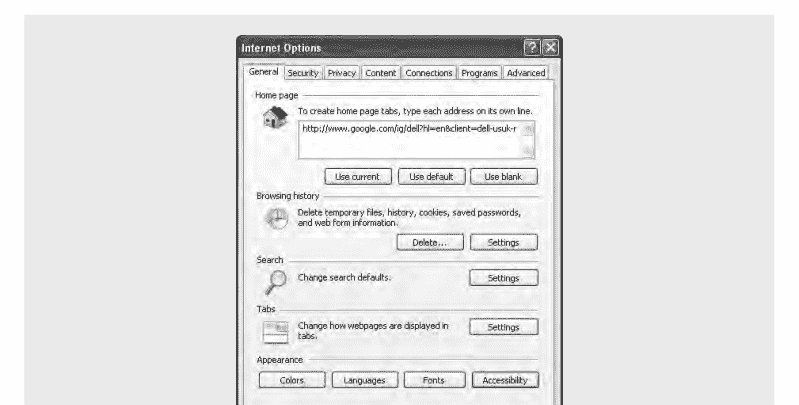 Internet Options
General Security Privacy Content Connections Programs Advanced
Home page
To create home page tabs, type each address on its own line.
http://www.google.com/ig/dell?hl=en&client=dell-usuk-r
Use current Use default Use blank
Browsing history
Delete temporary files, history, cookies, saved passwords,
and web form information.
Delete... Settings
Search
Change search defaults. Settings
Tabs
Change how webpages are displayed in Settings
tabs.
Appearance
Colors Languages Fonts Accessibility